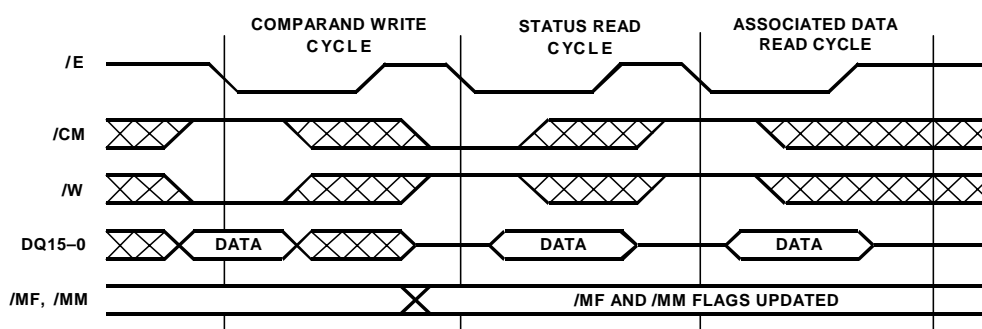 COMPARAND WRITE
CYCLE
STATUS READ
CYCLE
ASSOCIATED DATA
READ CYCLE
/E
/CM
/W
DQ15–0
DATA
DATA
DATA
/MF, /MM
/MF AND /MM FLAGS UPDATED